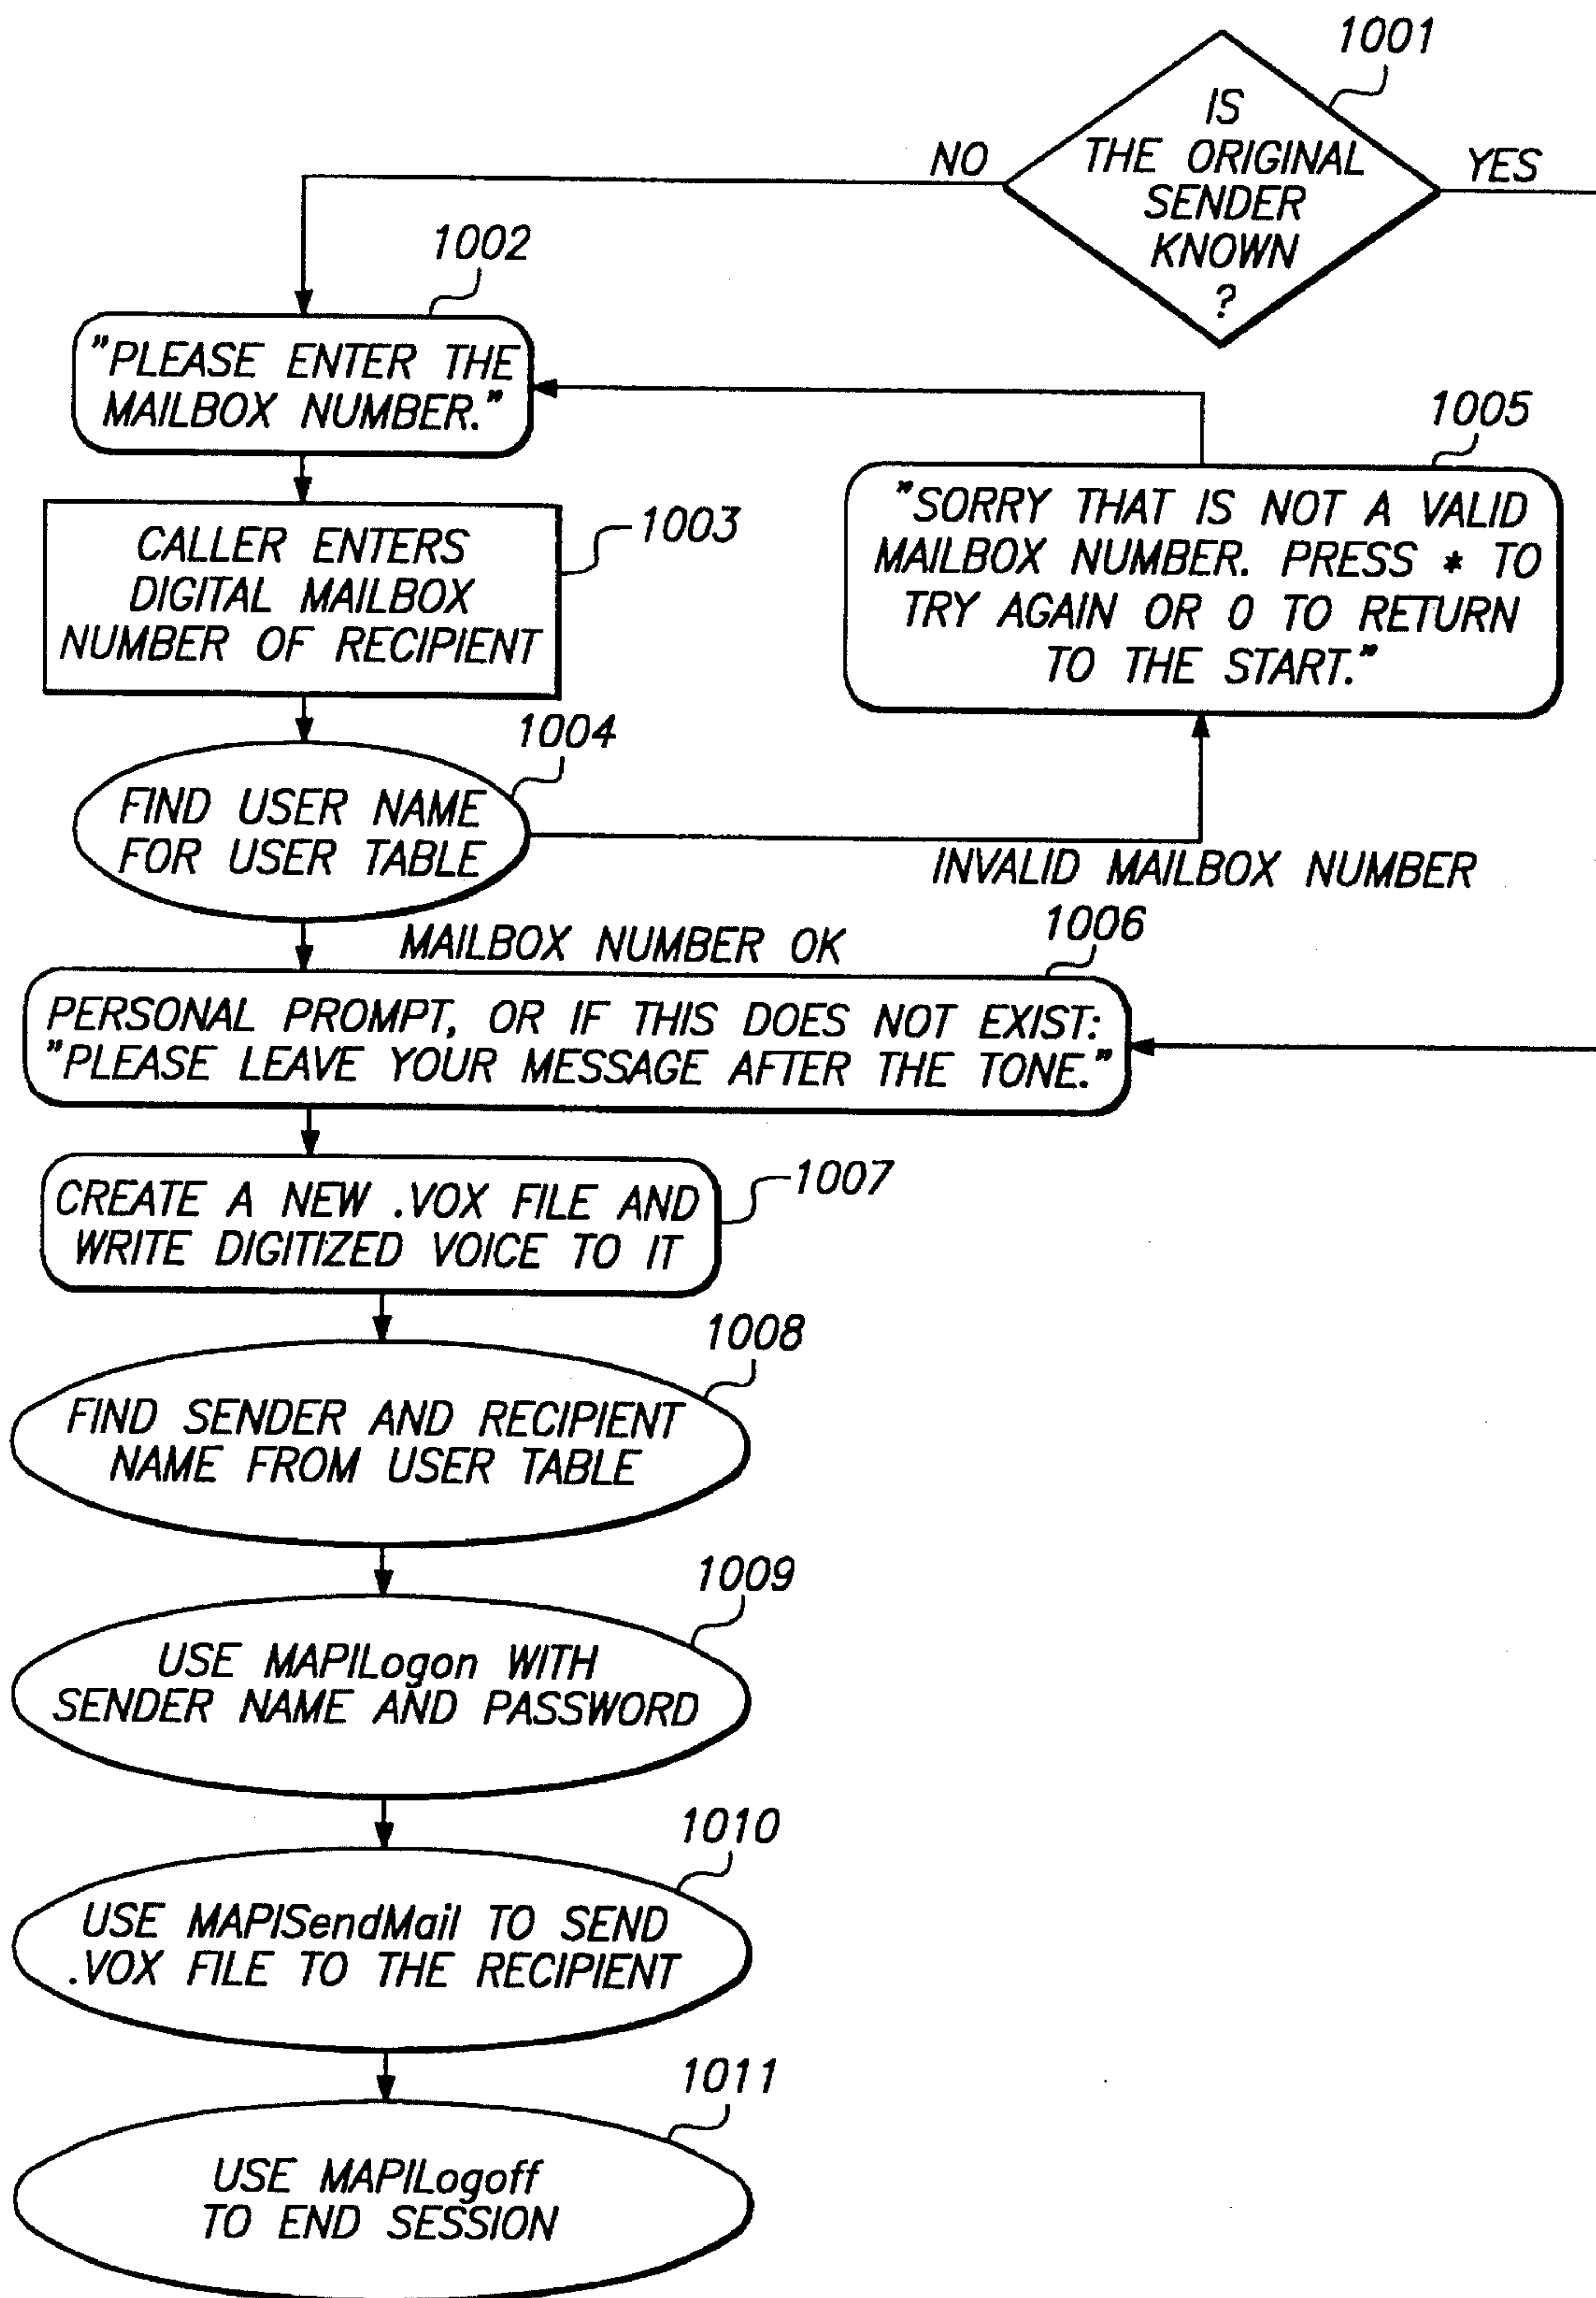 1001
IS
THE ORIGINAL
SENDER
KNOWN
?
NO
YES
1002
"PLEASE ENTER THE
MAILBOX NUMBER."
1005
"SORRY THAT IS NOT A VALID
MAILBOX NUMBER. PRESS * TO
TRY AGAIN OR 0 TO RETURN
TO THE START."
1003
CALLER ENTERS
DIGITAL MAILBOX
NUMBER OF RECIPIENT
1004
FIND USER NAME
FOR USER TABLE
INVALID MAILBOX NUMBER
MAILBOX NUMBER OK
1006
PERSONAL PROMPT, OR IF THIS DOES NOT EXIST:
"PLEASE LEAVE YOUR MESSAGE AFTER THE TONE."
1007
CREATE A NEW .VOX FILE AND
WRITE DIGITIZED VOICE TO IT
1008
FIND SENDER AND RECIPIENT
NAME FROM USER TABLE
1009
USE MAPILogon WITH
SENDER NAME AND PASSWORD
1010
USE MAPISendMail TO SEND
.VOX FILE TO THE RECIPIENT
1011
USE MAPILogoff
TO END SESSION